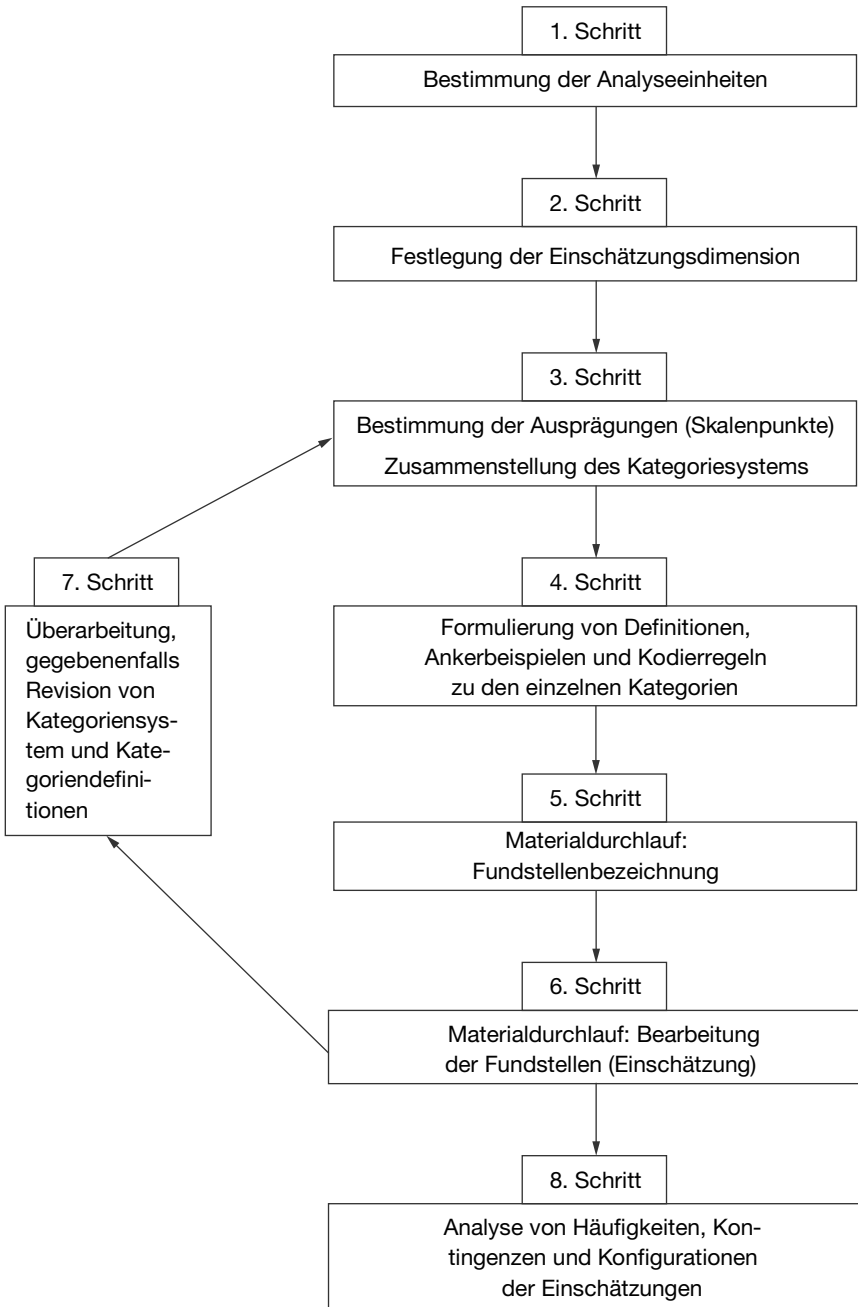 1. Schritt
Bestimmung der Analyseeinheiten
2. Schritt
Festlegung der Einschätzungsdimension
3. Schritt
Bestimmung der Ausprägungen (Skalenpunkte)
Zusammenstellung des Kategoriesystems
4. Schritt
Formulierung von Definitionen,
Ankerbeispielen und Kodierregeln
zu den einzelnen Kategorien
5. Schritt
Materialdurchlauf:
Fundstellenbezeichnung
6. Schritt
Materialdurchlauf: Bearbeitung
der Fundstellen (Einschätzung)
7. Schritt
Überarbeitung,
gegebenenfalls
Revision von
Kategoriensys-
tem und Kate-
goriendefini-
tionen
8. Schritt
Analyse von Häufigkeiten, Kon-
tingenzen und Konfigurationen
der Einschätzungen